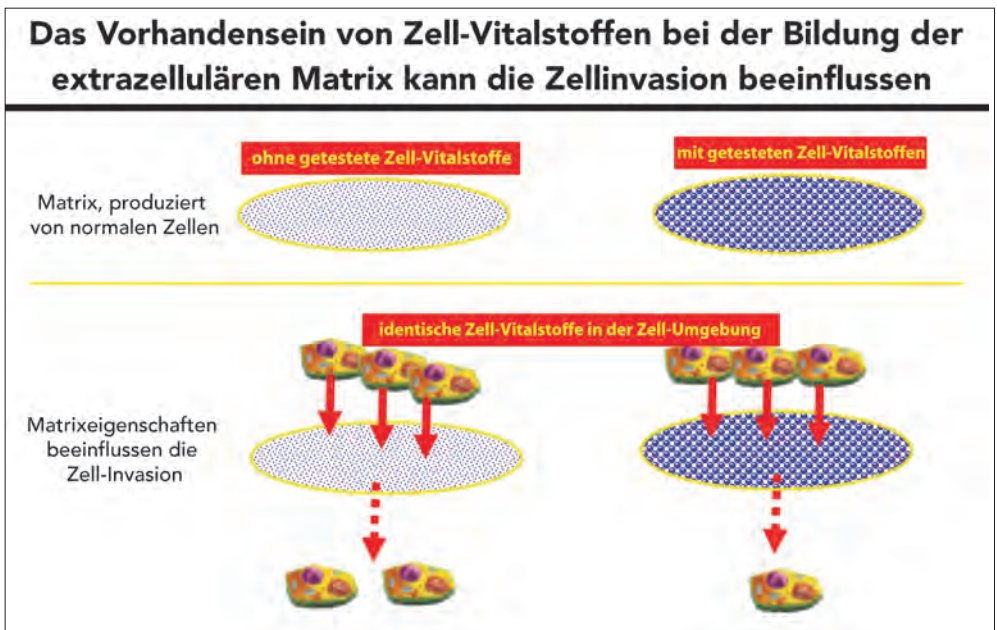 Das Vorhandensein von Zell-Vitalstoffen bei der Bildung der
extrazellulären Matrix kann die Zellinvasion beeinflussen
ohne getestete Zell-Vitalstoffe
mit getesteten Zell-Vitalstoffen
Matrix, produziert
von normalen Zellen
identische Zell-Vitalstoffe in der Zell-Umgebung
Matrixeigenschaften
beeinflussen die
Zell-Invasion